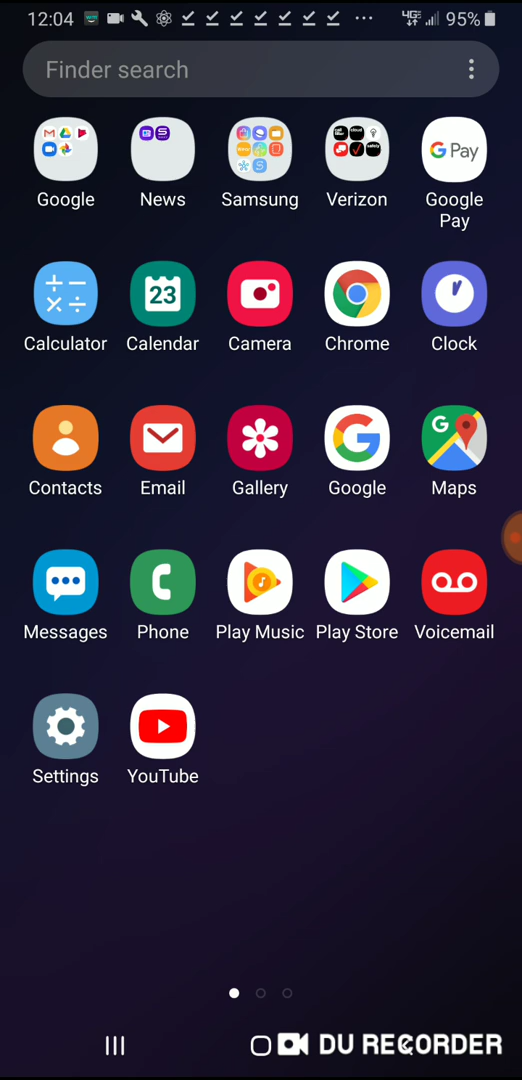 12:04 95%
Finder search
Google News Samsung Verizon Google Pay
G Pay
Calculator Calendar Camera Chrome Clock
23
Contacts Email Gallery Google Maps
Messages Phone Play Music Play Store Voicemail
Settings YouTube
DU RECORDER